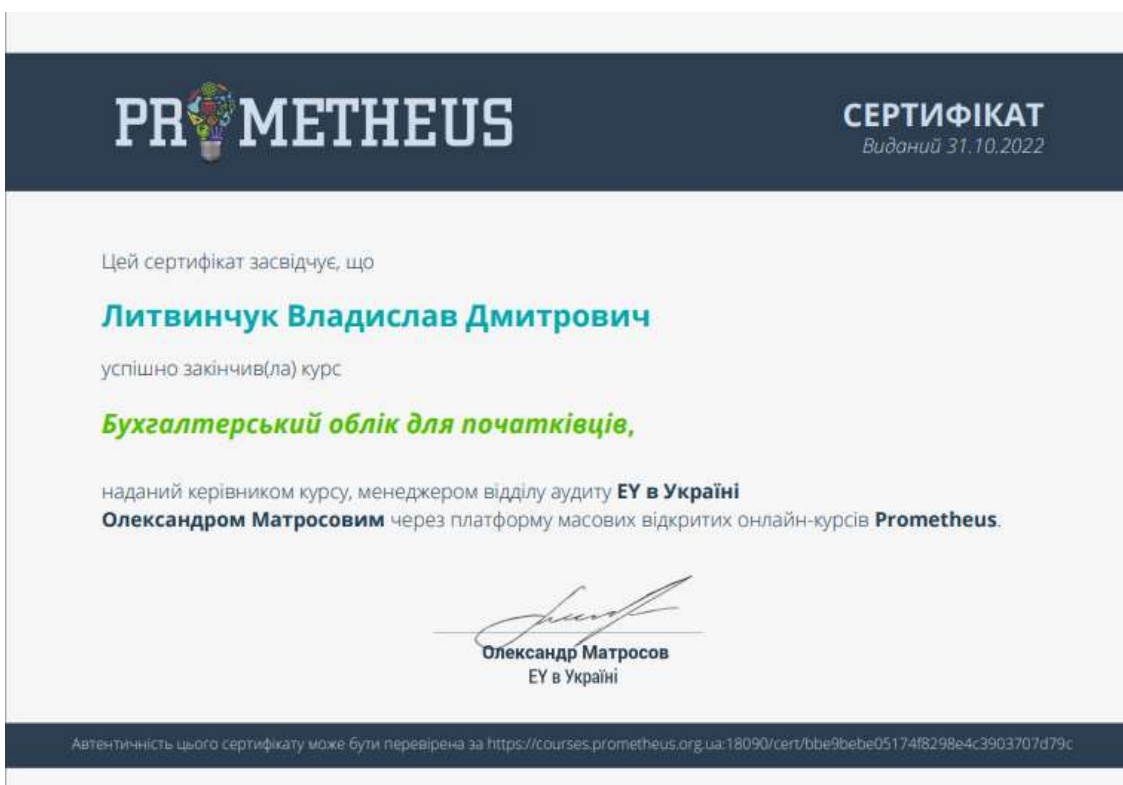 PROMETHEUS
СЕРТИФІКАТ
Виданий 31.10.2022
Цей сертифікат засвідчує, що
Литвинчук Владислав Дмитрович
успішно закінчив(ла) курс
Бухгалтерський облік для початківців,
наданий керівником курсу, менеджером відділу аудиту EY в Україні
Олександром Матросовим через платформу масових відкритих онлайн-курсів Prometheus.
Олександр Матросов
EY в Україні
Автентичність цього сертифікату може бути перевірена за https://courses.prometheus.org.ua:18090/cert/bbe9bebe05174f8298e4c3903707d79c